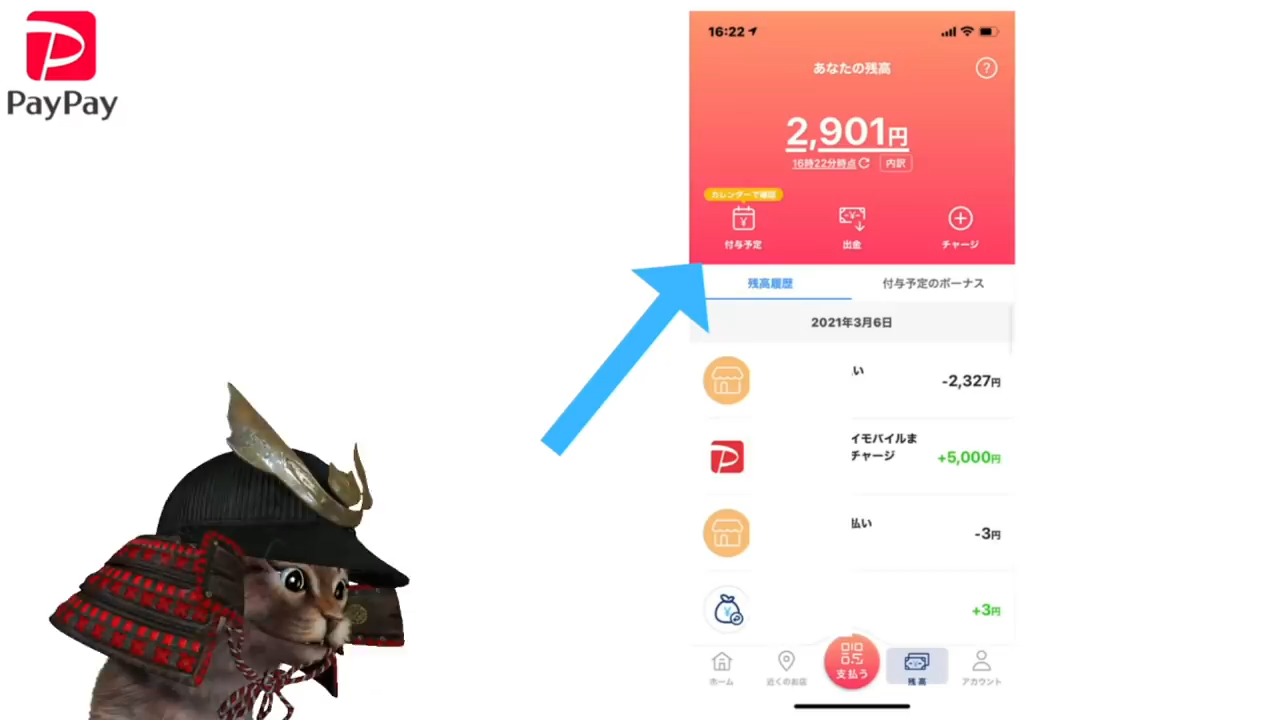 PayPay
16:22
あなたの残高
?
2,901円
16時22分時点
内訳
カレンダーで確認
付与予定
出金
チャージ
残高履歴
付与予定のボーナス
2021年3月6日
い
-2,327円
イモバイルま
チャージ
+5,000円
払い
-3円
+3円
ホーム
近くのお店
支払う
残高
アカウント